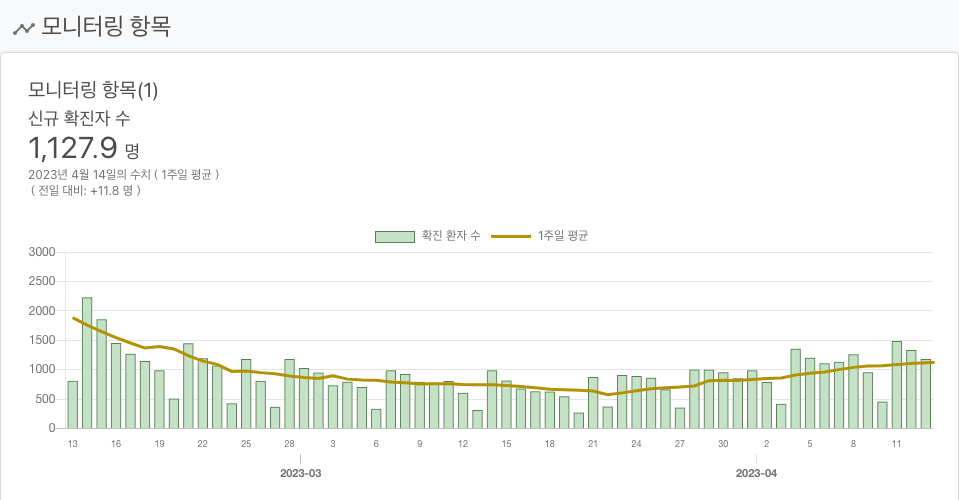 모니터링 항목
모니터링 항목(1)
신규 확진자 수
1,127.9 명
2023년 4월 14일의 수치 ( 1주일 평균 )
( 전일 대비: +11.8 명 )
확진 환자 수 1주일 평균
3000
2500
2000
1500
1000
500
0
13 16 19 22 25 28 3 6 9 12 15 18 21 24 27 30 2 5 8 11
2023-03 2023-04